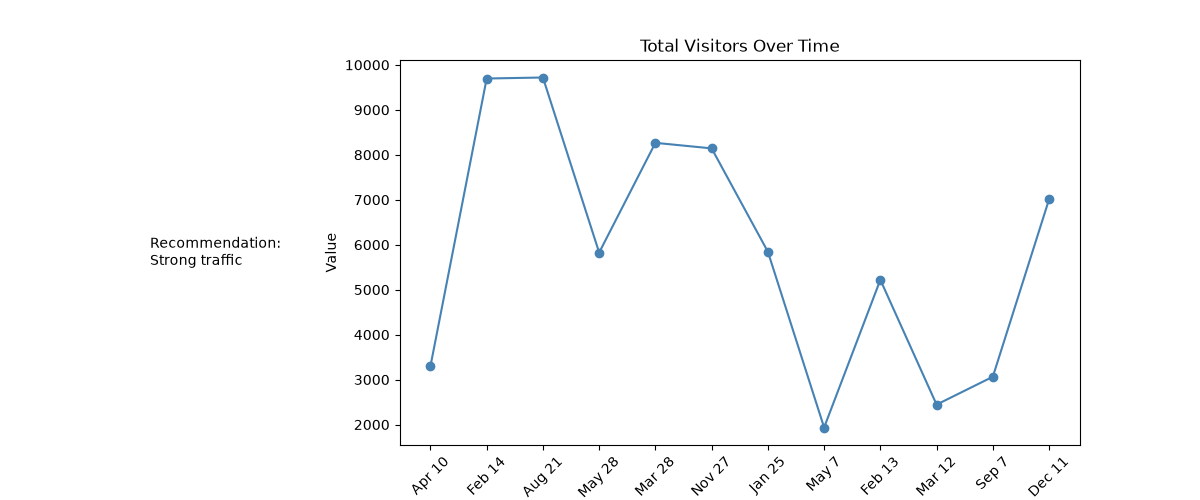 Total Visitors Over Time
Recommendation:
Strong traffic
Value
10000
9000
8000
7000
6000
5000
4000
3000
2000
Apr 10
Feb 14
Aug 21
May 28
Mar 28
Nov 27
Jan 25
May 7
Feb 13
Mar 12
Sep 7
Dec 11